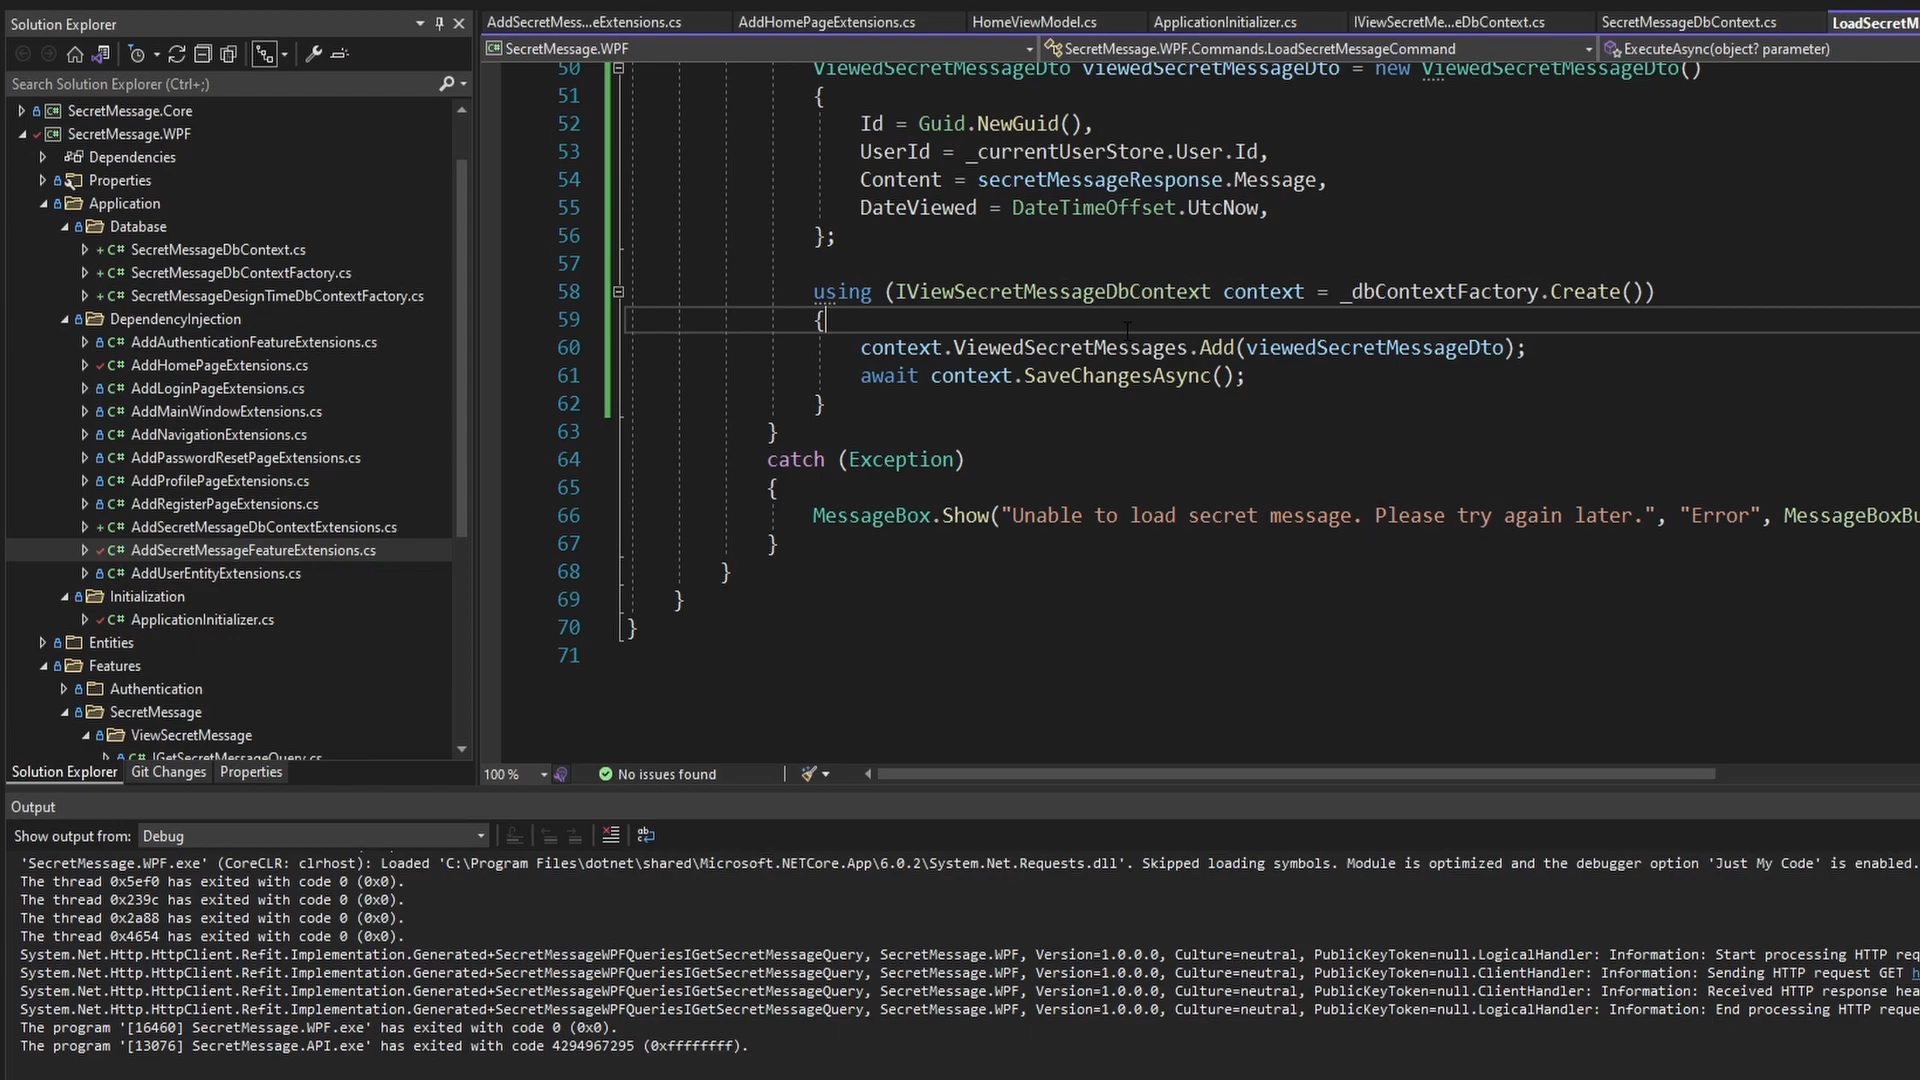 Solution Explorer
Search Solution Explorer (Ctrl+;)
SecretMessage.Core
SecretMessage.WPF
Dependencies
Properties
Application
Database
SecretMessageDbContext.cs
SecretMessageDbContextFactory.cs
SecretMessageDesignTimeDbContextFactory.cs
DependencyInjection
AddAuthenticationFeatureExtensions.cs
AddHomePageExtensions.cs
AddLoginPageExtensions.cs
AddMainWindowExtensions.cs
AddNavigationExtensions.cs
AddPasswordResetPageExtensions.cs
AddProfilePageExtensions.cs
AddRegisterPageExtensions.cs
AddSecretMessageDbContextExtensions.cs
AddSecretMessageFeatureExtensions.cs
AddUserEntityExtensions.cs
Initialization
ApplicationInitializer.cs
Entities
Features
Authentication
SecretMessage
ViewSecretMessage
IGetSecretMessageQuery.cs
Solution Explorer Git Changes Properties
AddSecretMess...eExtensions.cs AddHomePageExtensions.cs HomeViewModel.cs ApplicationInitializer.cs IViewSecretMe...eDbContext.cs SecretMessageDbContext.cs LoadSecretM
SecretMessage.WPF SecretMessage.WPF.Commands.LoadSecretMessageCommand ExecuteAsync(object? parameter)
50 ViewedSecretMessageDto viewedSecretMessageDto = new ViewedSecretMessageDto()
51 {
52 Id = Guid.NewGuid(),
53 UserId = _currentUserStore.User.Id,
54 Content = secretMessageResponse.Message,
55 DateViewed = DateTimeOffset.UtcNow,
56 };
57
58 using (IViewSecretMessageDbContext context = _dbContextFactory.Create())
59 {
60 context.ViewedSecretMessages.Add(viewedSecretMessageDto);
61 await context.SaveChangesAsync();
62 }
63 }
64 catch (Exception)
65 {
66 MessageBox.Show("Unable to load secret message. Please try again later.", "Error", MessageBoxBu
67 }
68 }
69 }
70 }
71
100 % No issues found
Output
Show output from: Debug
'SecretMessage.WPF.exe' (CoreCLR: clrhost): Loaded 'C:\Program Files\dotnet\shared\Microsoft.NETCore.App\6.0.2\System.Net.Requests.dll'. Skipped loading symbols. Module is optimized and the debugger option 'Just My Code' is enabled.
The thread 0x5ef0 has exited with code 0 (0x0).
The thread 0x239c has exited with code 0 (0x0).
The thread 0x2a88 has exited with code 0 (0x0).
The thread 0x4654 has exited with code 0 (0x0).
System.Net.Http.HttpClient.Refit.Implementation.Generated+SecretMessageWPFQueriesIGetSecretMessageQuery, SecretMessage.WPF, Version=1.0.0.0, Culture=neutral, PublicKeyToken=null.LogicalHandler: Information: Start processing HTTP req
System.Net.Http.HttpClient.Refit.Implementation.Generated+SecretMessageWPFQueriesIGetSecretMessageQuery, SecretMessage.WPF, Version=1.0.0.0, Culture=neutral, PublicKeyToken=null.ClientHandler: Information: Sending HTTP request GET h
System.Net.Http.HttpClient.Refit.Implementation.Generated+SecretMessageWPFQueriesIGetSecretMessageQuery, SecretMessage.WPF, Version=1.0.0.0, Culture=neutral, PublicKeyToken=null.ClientHandler: Information: Received HTTP response hea
System.Net.Http.HttpClient.Refit.Implementation.Generated+SecretMessageWPFQueriesIGetSecretMessageQuery, SecretMessage.WPF, Version=1.0.0.0, Culture=neutral, PublicKeyToken=null.LogicalHandler: Information: End processing HTTP reque
The program '[16460] SecretMessage.WPF.exe' has exited with code 0 (0x0).
The program '[13076] SecretMessage.API.exe' has exited with code 4294967295 (0xffffffff).